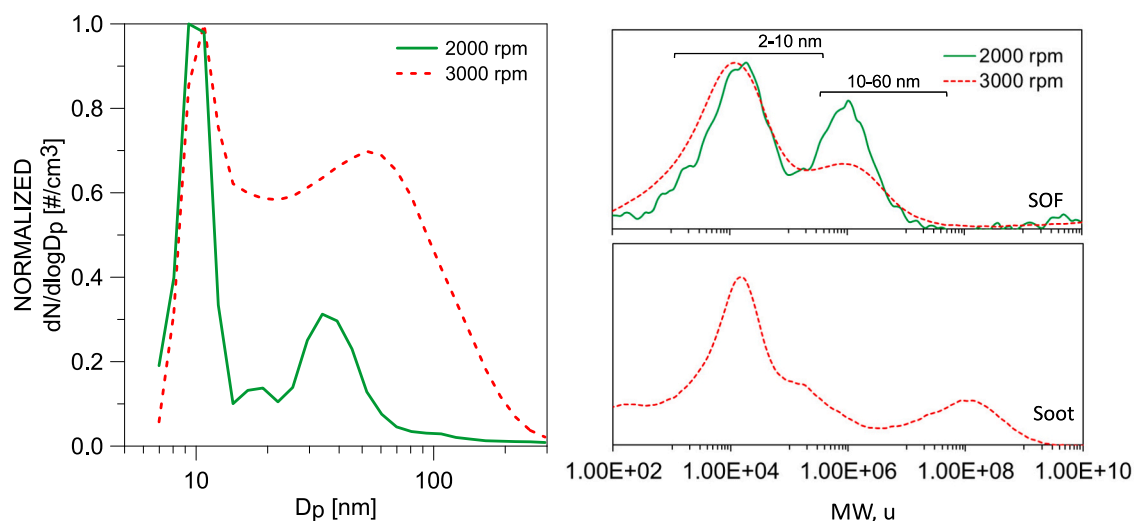 NORMALIZED
dN/dlogDp [#/cm3]
1.0
0.8
0.6
0.4
0.2
0.0
2000 rpm
3000 rpm
10
100
Dp [nm]
2-10 nm
10-60 nm
2000 rpm
3000 rpm
SOF
Soot
1.00E+02
1.00E+04
1.00E+06
1.00E+08
1.00E+10
MW, u